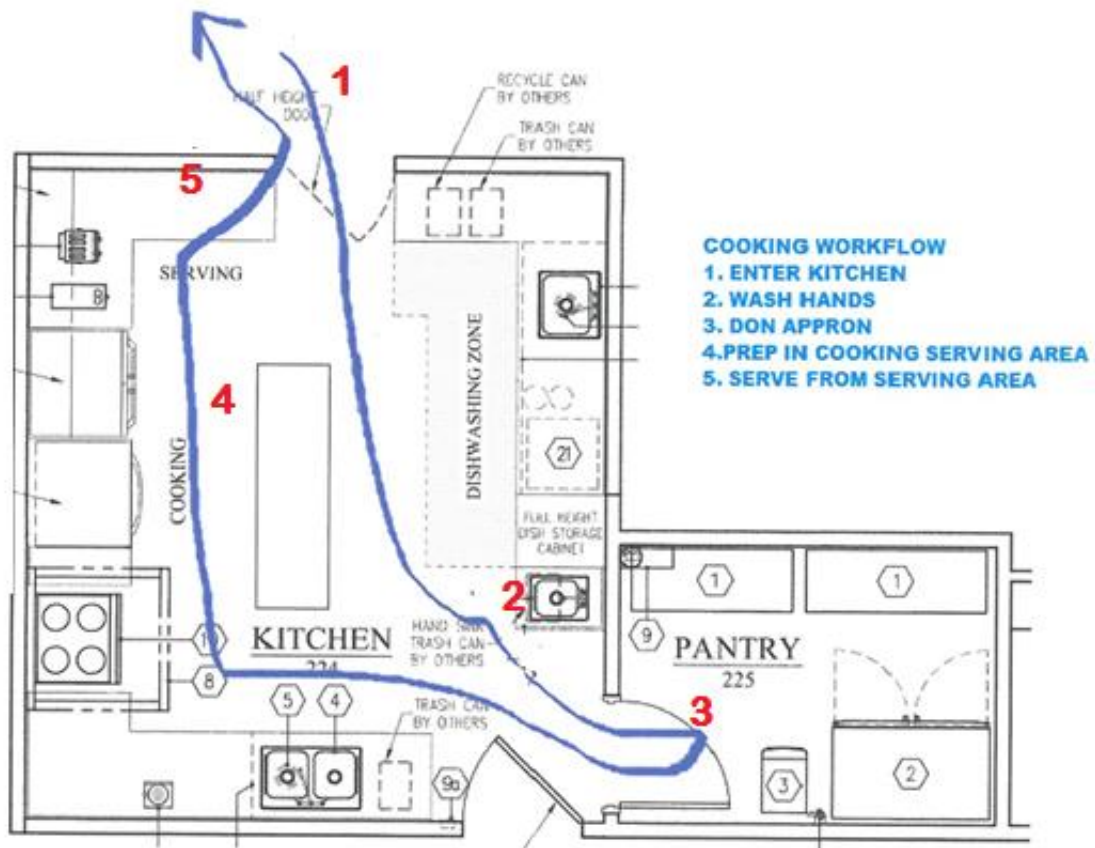 1
HALF HEIGHT
DOOR
RECYCLE CAN
BY OTHERS
TRASH CAN
BY OTHERS
5
SERVING
8
COOKING WORKFLOW
1. ENTER KITCHEN
2. WASH HANDS
3. DON APPRON
4.PREP IN COOKING SERVING AREA
5. SERVE FROM SERVING AREA
4
COOKING
DISHWASHING ZONE
21
FULL HEIGHT
DISH STORAGE
CABINET
2
HAND SINK
TRASH CAN
BY OTHERS
KITCHEN
224
8
5
4
TRASH CAN
BY OTHERS
9a
1
1
9
PANTRY
225
3
3
2